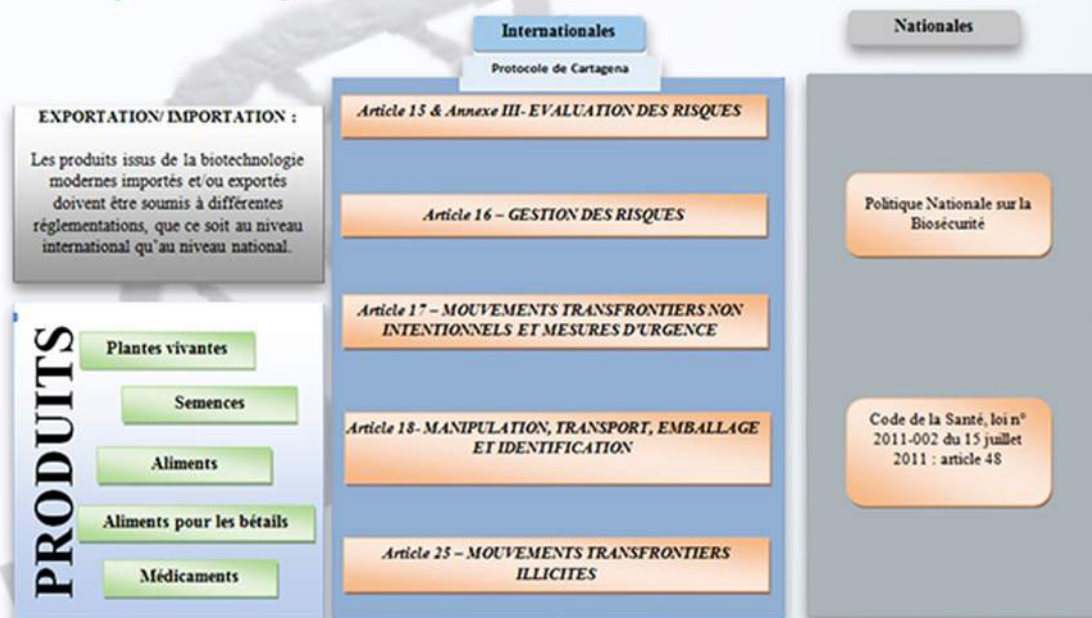 Internationales
Nationales
Protocole de Cartagena
EXPORTATION/ IMPORTATION :
Les produits issus de la biotechnologie
modernes importés et/ou exportés
doivent être soumis à différentes
réglementations, que ce soit au niveau
international qu'au niveau national.
PRODUITS
Plantes vivantes
Semences
Aliments
Aliments pour les bétails
Médicaments
Article 15 & Annexe III- EVALUATION DES RISQUES
Article 16 – GESTION DES RISQUES
Article 17 – MOUVEMENTS TRANSFRONTIERS NON
INTENTIONNELS ET MESURES D'URGENCE
Article 18- MANIPULATION, TRANSPORT, EMBALLAGE
ET IDENTIFICATION
Article 25 – MOUVEMENTS TRANSFRONTIERS
ILLICITES
Politique Nationale sur la
Biosécurité
Code de la Santé, loi n°
2011-002 du 15 juillet
2011 : article 48